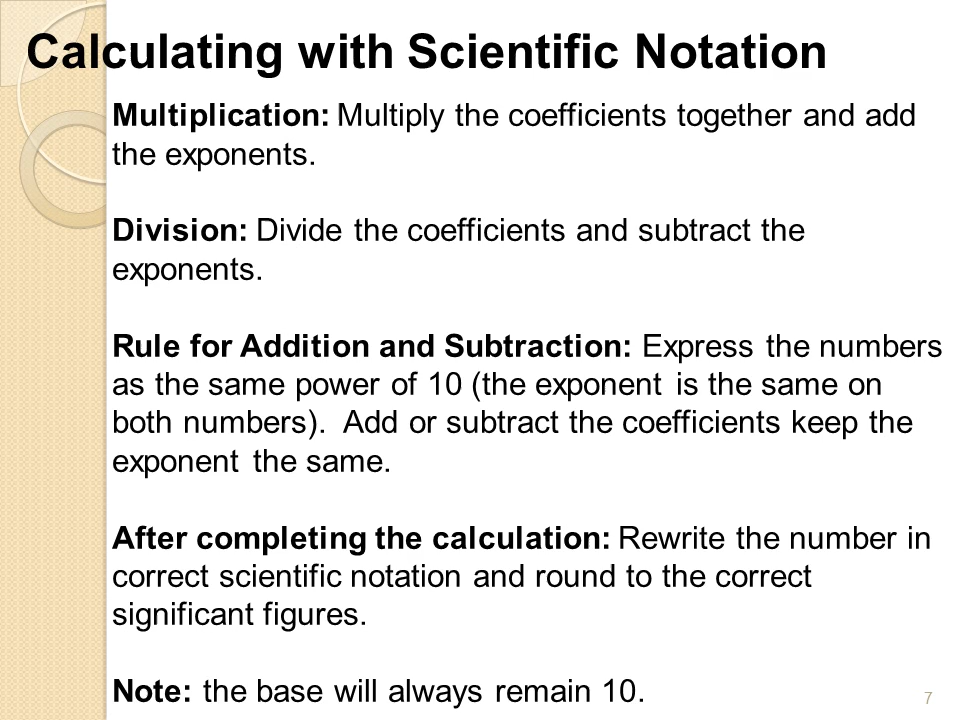 Calculating with Scientific Notation
Multiplication: Multiply the coefficients together and add
the exponents.
Division: Divide the coefficients and subtract the
exponents.
Rule for Addition and Subtraction: Express the numbers
as the same power of 10 (the exponent is the same on
both numbers).  Add or subtract the coefficients keep the
exponent the same.
After completing the calculation: Rewrite the number in
correct scientific notation and round to the correct
significant figures.
Note: the base will always remain 10.
7